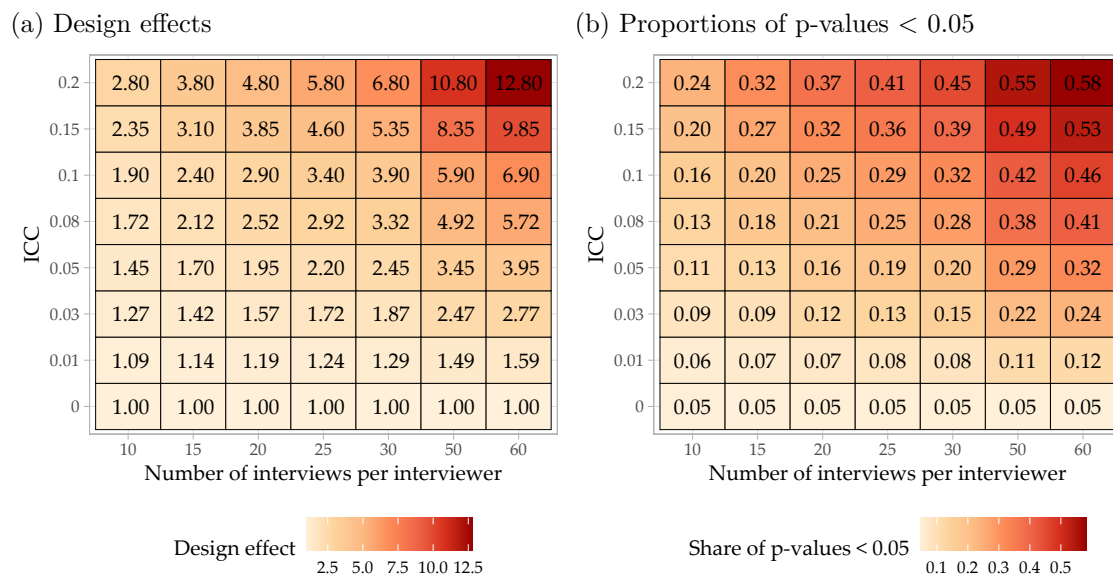 (a) Design effects
(b) Proportions of p-values < 0.05
ICC
0.2 2.80 3.80 4.80 5.80 6.80 10.80 12.80
0.15 2.35 3.10 3.85 4.60 5.35 8.35 9.85
0.1 1.90 2.40 2.90 3.40 3.90 5.90 6.90
0.08 1.72 2.12 2.52 2.92 3.32 4.92 5.72
0.05 1.45 1.70 1.95 2.20 2.45 3.45 3.95
0.03 1.27 1.42 1.57 1.72 1.87 2.47 2.77
0.01 1.09 1.14 1.19 1.24 1.29 1.49 1.59
0 1.00 1.00 1.00 1.00 1.00 1.00 1.00
10 15 20 25 30 50 60
Number of interviews per interviewer
Design effect
2.5 5.0 7.5 10.0 12.5
ICC
0.2 0.24 0.32 0.37 0.41 0.45 0.55 0.58
0.15 0.20 0.27 0.32 0.36 0.39 0.49 0.53
0.1 0.16 0.20 0.25 0.29 0.32 0.42 0.46
0.08 0.13 0.18 0.21 0.25 0.28 0.38 0.41
0.05 0.11 0.13 0.16 0.19 0.20 0.29 0.32
0.03 0.09 0.09 0.12 0.13 0.15 0.22 0.24
0.01 0.06 0.07 0.07 0.08 0.08 0.11 0.12
0 0.05 0.05 0.05 0.05 0.05 0.05 0.05
10 15 20 25 30 50 60
Number of interviews per interviewer
Share of p-values < 0.05
0.1 0.2 0.3 0.4 0.5